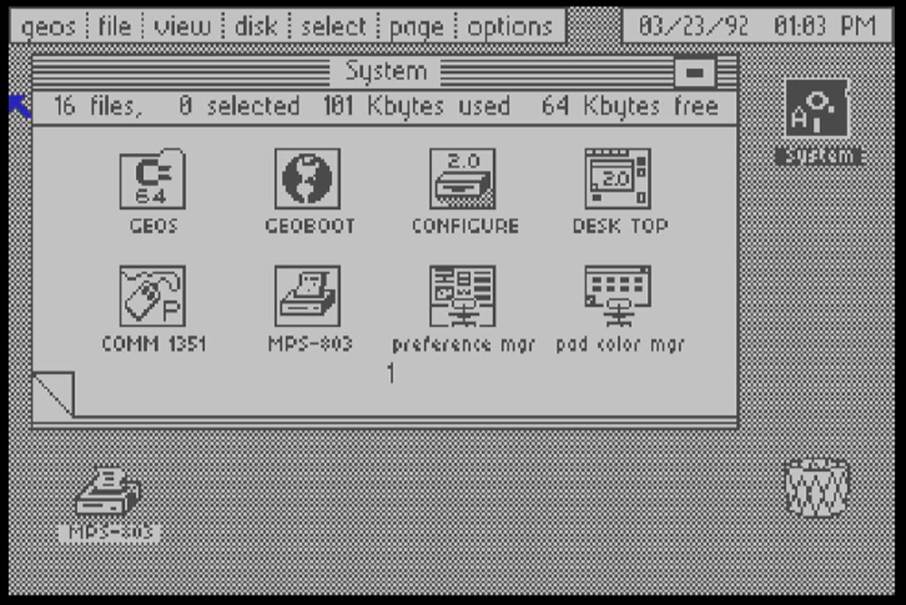 geos file view disk select page options 03/23/92 01:03 PM
System
16 files, 0 selected 101 Kbytes used 64 Kbytes free
A
System
C= 64
2.0
2.0
GEOS GEOBOOT CONFIGURE DESK TOP
P
COMM 1351 MPS-803 preference mgr pad color mgr
1
MPS-803